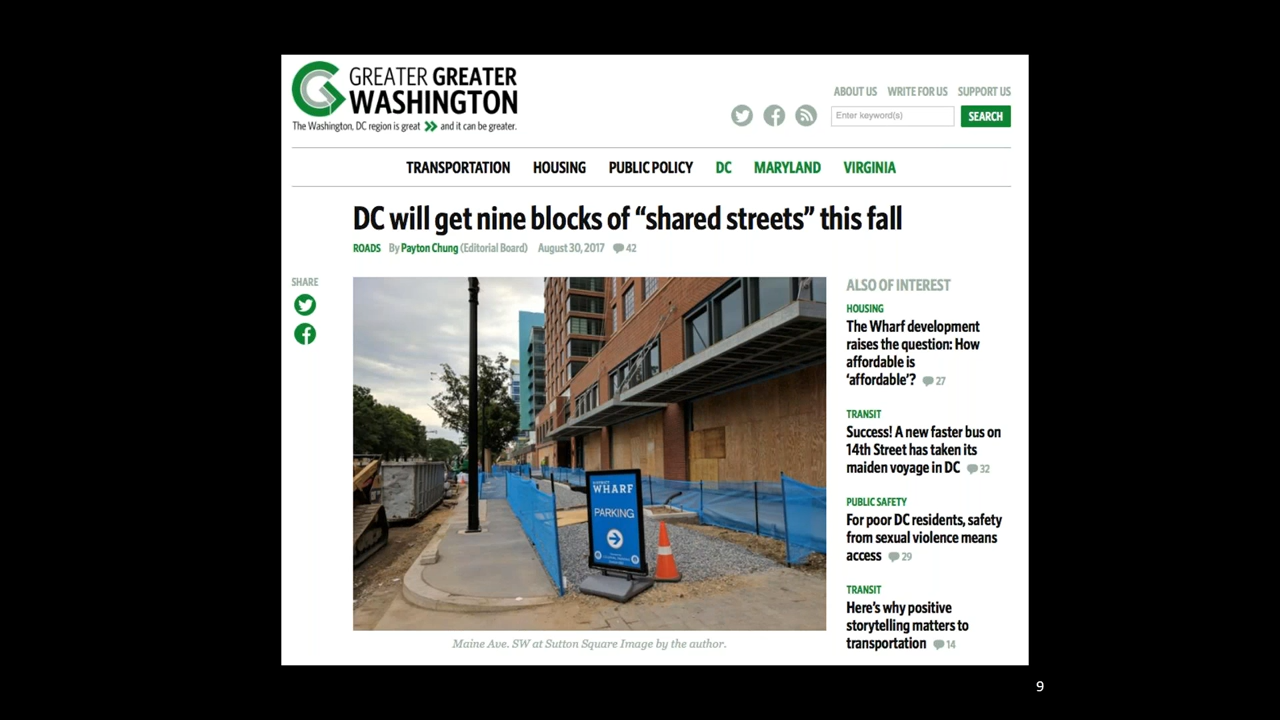 GREATER GREATER
WASHINGTON
The Washington, DC region is great >> and it can be greater.
ABOUT US WRITE FOR US SUPPORT US
Enter keyword(s) SEARCH
TRANSPORTATION HOUSING PUBLIC POLICY DC MARYLAND VIRGINIA
DC will get nine blocks of “shared streets” this fall
ROADS By Payton Chung (Editorial Board) August 30, 2017 42
SHARE
WHARF
PARKING
Maine Ave. SW at Sutton Square Image by the author.
ALSO OF INTEREST
HOUSING
The Wharf development
raises the question: How
affordable is
‘affordable’? 27
TRANSIT
Success! A new faster bus on
14th Street has taken its
maiden voyage in DC 32
PUBLIC SAFETY
For poor DC residents, safety
from sexual violence means
access 29
TRANSIT
Here’s why positive
storytelling matters to
transportation 14
9